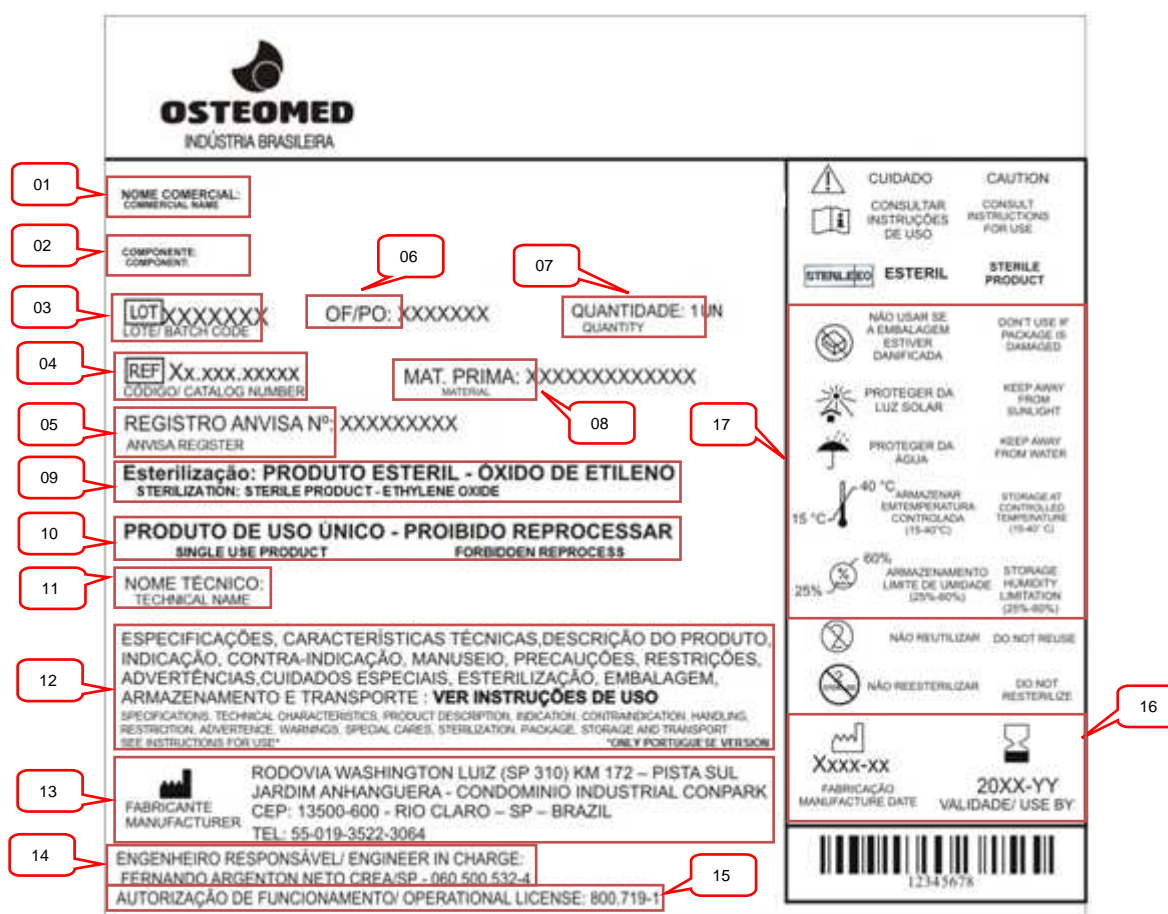 OSTEOMED
INDÚSTRIA BRASILEIRA
01
NOME COMERCIAL:
COMMERCIAL NAME
02
COMPONENTE:
COMPONENT:
06
07
03
LOT XXXXXXX
LOTE/ BATCH CODE
OF/PO: XXXXXXX
QUANTIDADE: 1UN
QUANTITY
04
REF Xx.xxx.xxxxx
CÓDIGO/ CATALOG NUMBER
MAT. PRIMA: XXXXXXXXXXXXX
MATERIAL
08
05
REGISTRO ANVISA Nº: XXXXXXXXX
ANVISA REGISTER
09
Esterilização: PRODUTO ESTERIL - ÓXIDO DE ETILENO
STERILIZATION: STERILE PRODUCT - ETHYLENE OXIDE
10
PRODUTO DE USO ÚNICO - PROIBIDO REPROCESSAR
SINGLE USE PRODUCT FORBIDDEN REPROCESS
11
NOME TÉCNICO:
TECHNICAL NAME
12
ESPECIFICAÇÕES, CARACTERÍSTICAS TÉCNICAS,DESCRIÇÃO DO PRODUTO,
INDICAÇÃO, CONTRA-INDICAÇÃO, MANUSEIO, PRECAUÇÕES, RESTRIÇÕES,
ADVERTÊNCIAS,CUIDADOS ESPECIAIS, ESTERILIZAÇÃO, EMBALAGEM,
ARMAZENAMENTO E TRANSPORTE : VER INSTRUÇÕES DE USO
SPECIFICATIONS, TECHNICAL CHARACTERISTICS, PRODUCT DESCRIPTION, INDICATION, CONTRAINDICATION, HANDLING,
RESTRICTION, ADVERTENCE, WARNINGS, SPECIAL CARES, STERILIZATION, PACKAGE, STORAGE AND TRANSPORT
SEE INSTRUCTIONS FOR USE* *ONLY PORTUGUESE VERSION
13
FABRICANTE
MANUFACTURER
RODOVIA WASHINGTON LUIZ (SP 310) KM 172 – PISTA SUL
JARDIM ANHANGUERA - CONDOMINIO INDUSTRIAL CONPARK
CEP: 13500-600 - RIO CLARO – SP – BRAZIL
TEL: 55-019-3522-3064
14
ENGENHEIRO RESPONSÁVEL/ ENGINEER IN CHARGE:
FERNANDO ARGENTON NETO CREA/SP - 060.500.532-4
15
AUTORIZAÇÃO DE FUNCIONAMENTO/ OPERATIONAL LICENSE: 800.719-1
CUIDADO CAUTION
CONSULTAR
INSTRUÇÕES
DE USO
CONSULT
INSTRUCTIONS
FOR USE
STERILE EO ESTERIL
STERILE
PRODUCT
17
NÃO USAR SE
A EMBALAGEM
ESTIVER
DANIFICADA
DON'T USE IF
PACKAGE IS
DAMAGED
PROTEGER DA
LUZ SOLAR
KEEP AWAY
FROM
SUNLIGHT
PROTEGER DA
ÁGUA
KEEP AWAY
FROM WATER
40 °C
15 °C
ARMAZENAR
EMTEMPERATURA
CONTROLADA
(15-40°C)
STORAGE AT
CONTROLLED
TEMPERATURE
(15-40° C)
60%
%
25%
ARMAZENAMENTO
LIMITE DE UMIDADE
(25%-60%)
STORAGE
HUMIDITY
LIMITATION
(25%-60%)
2
NÃO REUTILIZAR DO NOT REUSE
NÃO REESTERILIZAR
DO NOT
RESTERILIZE
16
Xxxx-xx
FABRICAÇÃO
MANUFACTURE DATE
20XX-YY
VALIDADE/ USE BY
12345678